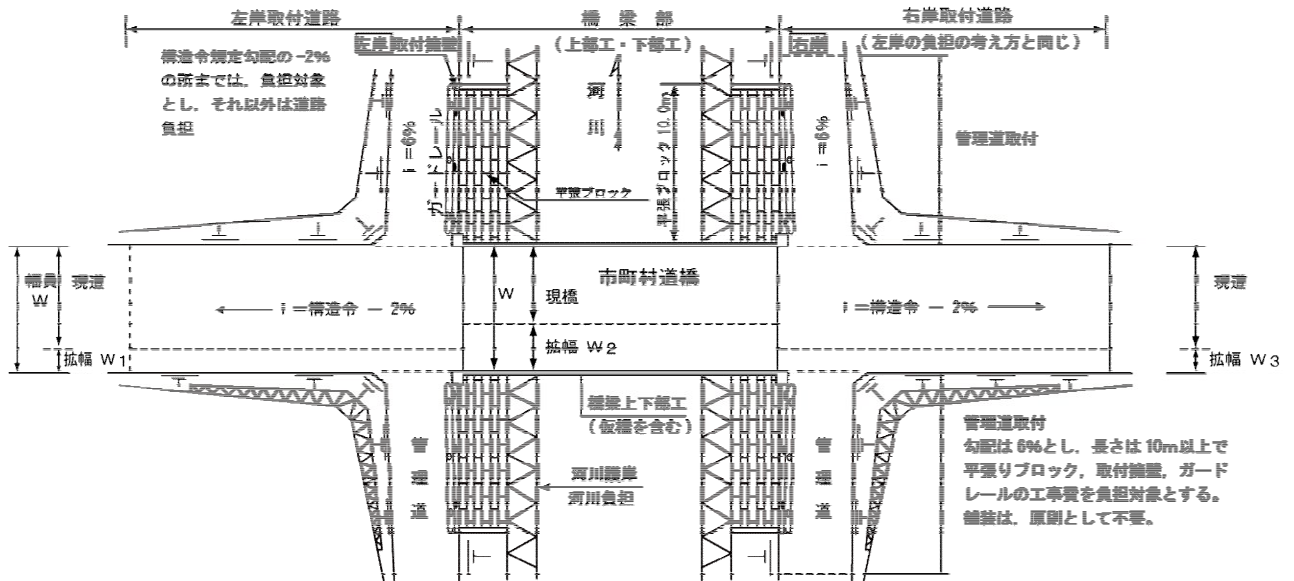 左岸取付道路
橋梁部
右岸取付道路
左岸取付擁壁
(上部工・下部工)
右岸
(左岸の負担の考え方と同じ)
構造令規定勾配の-2%
の所までは、負担対象
とし、それ以外は道路
負担
i=6%
ガードレール
河川
平張ブロック
平張ブロック 10.0m
i=6%
管理道取付
幅員
W
現道
市町村道橋
W
現橋
現道
i=構造令 - 2%
i=構造令 - 2%
拡幅 W1
拡幅 W2
拡幅 W3
橋梁上下部工
(仮橋を含む)
管理道
河川護岸
河川負担
管理道
管理道取付
勾配は6%とし、長さは10m以上で
平張りブロック，取付擁壁，ガード
レールの工事費を負担対象とする。
舗装は、原則として不要。